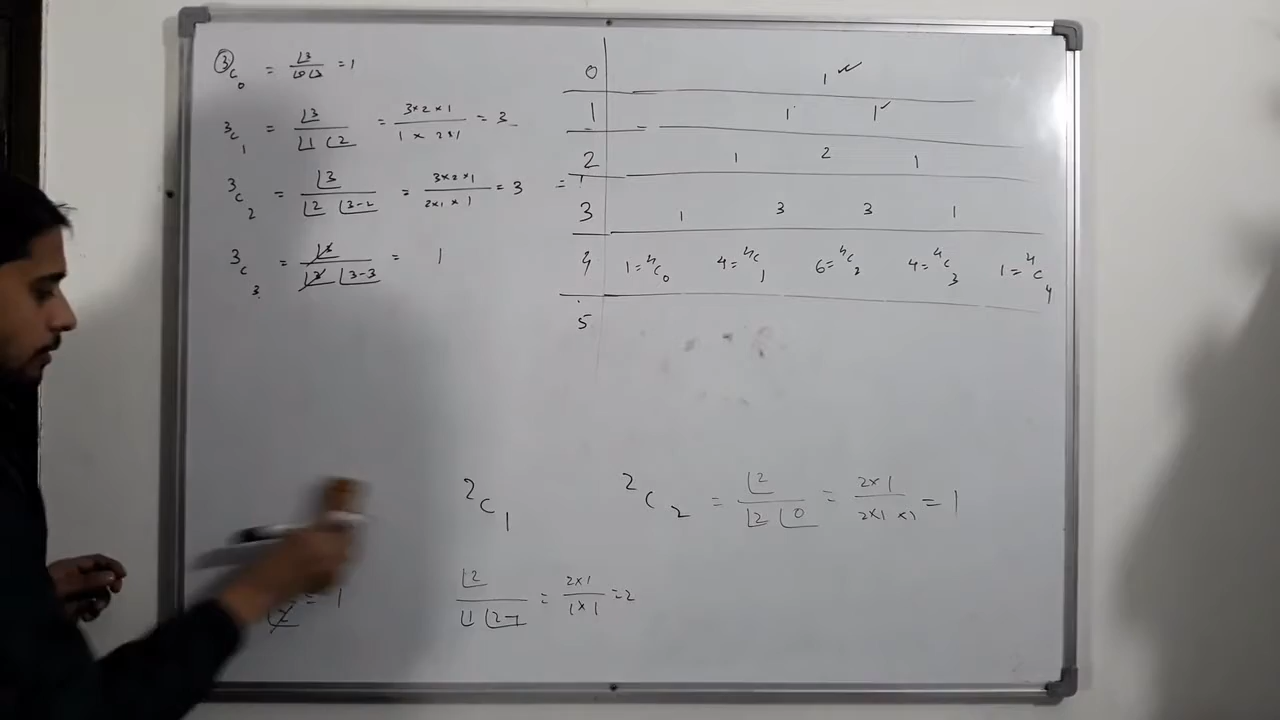 3C0 = ⌊3 / ⌊0 ⌊3 = 1
3C1 = ⌊3 / ⌊1 ⌊2 = 3×2×1 / 1×2×1 = 3
3C2 = ⌊3 / ⌊2 ⌊3-2 = 3×2×1 / 2×1×1 = 3
3C3 = ⌊3 / ⌊3 ⌊3-3 = 1
0 1
1 1 1
2 1 2 1
3 1 3 3 1
4 1=4C0 4=4C1 6=4C2 4=4C3 1=4C4
5
2C1
⌊2 / ⌊1 ⌊2-1 = 2×1 / 1×1 = 2
2C2 = ⌊2 / ⌊2 ⌊0 = 2×1 / 2×1×1 = 1
⌊2 = 1